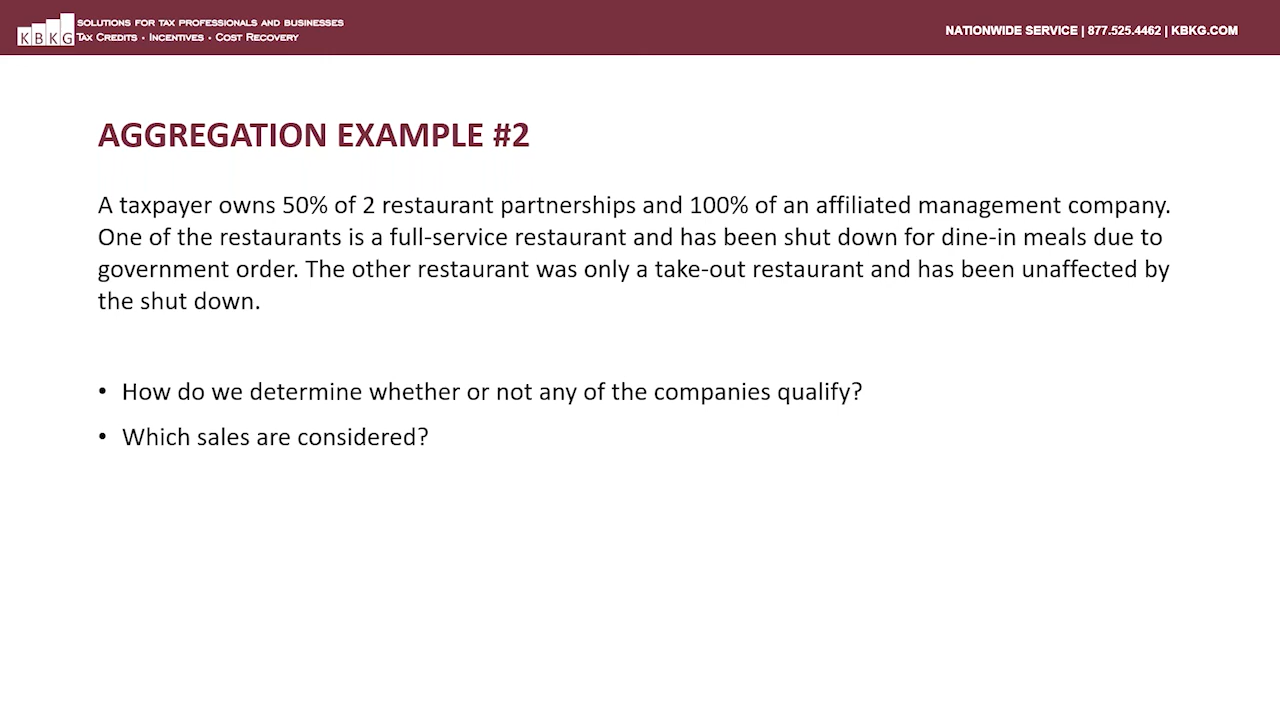 KBKG
SOLUTIONS FOR TAX PROFESSIONALS AND BUSINESSES
TAX CREDITS • INCENTIVES • COST RECOVERY
NATIONWIDE SERVICE | 877.525.4462 | KBKG.COM
AGGREGATION EXAMPLE #2
A taxpayer owns 50% of 2 restaurant partnerships and 100% of an affiliated management company.
One of the restaurants is a full-service restaurant and has been shut down for dine-in meals due to
government order. The other restaurant was only a take-out restaurant and has been unaffected by
the shut down.
• How do we determine whether or not any of the companies qualify?
• Which sales are considered?